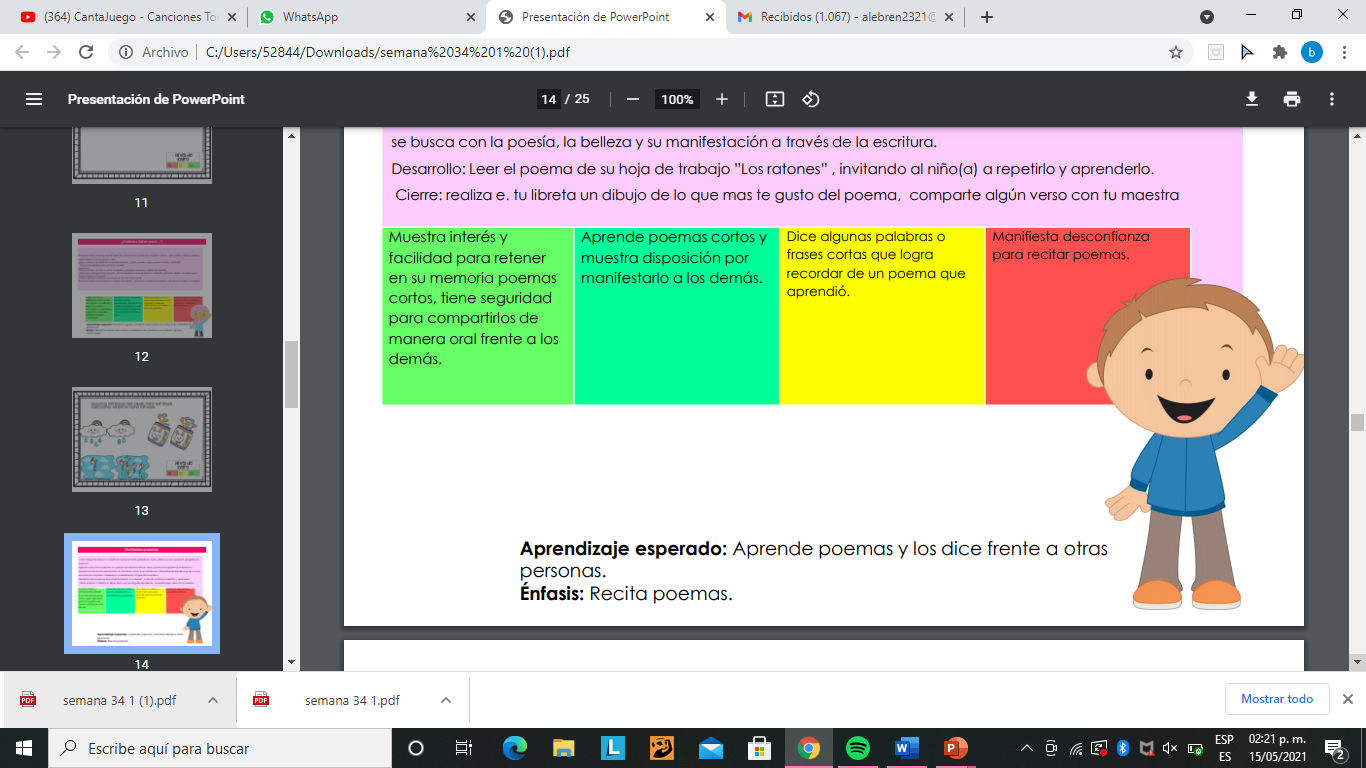 (364) CantaJuego - Canciones To
WhatsApp
Presentación de PowerPoint
Recibidos (1.067) - alebren2321@
Archivo
C:/Users/52844/Downloads/semana%2034%201%20(1).pdf
b
Presentación de PowerPoint
14 / 25
100%
11
12
13
14
se busca con la poesía, la belleza y su manifestación a través de la escritura.
Desarrollo: Leer el poema de su hoja de trabajo "Los ratones" , invitando al niño(a) a repetirlo y aprenderlo.
Cierre: realiza e. tu libreta un dibujo de lo que mas te gusto del poema, comparte algún verso con tu maestra
Muestra interés y
facilidad para retener
en su memoria poemas
cortos, tiene seguridad
para compartirlos de
manera oral frente a los
demás.
Aprende poemas cortos y
muestra disposición por
manifestarlo a los demás.
Dice algunas palabras o
frases cortas que logra
recordar de un poema que
aprendió.
Manifiesta desconfianza
para recitar poemas.
Aprendizaje esperado: Aprende poemas y los dice frente a otras
personas.
Énfasis: Recita poemas.
semana 34 1 (1).pdf
semana 34 1.pdf
Mostrar todo
Escribe aquí para buscar
ESP
ES
02:21 p. m.
15/05/2021
2